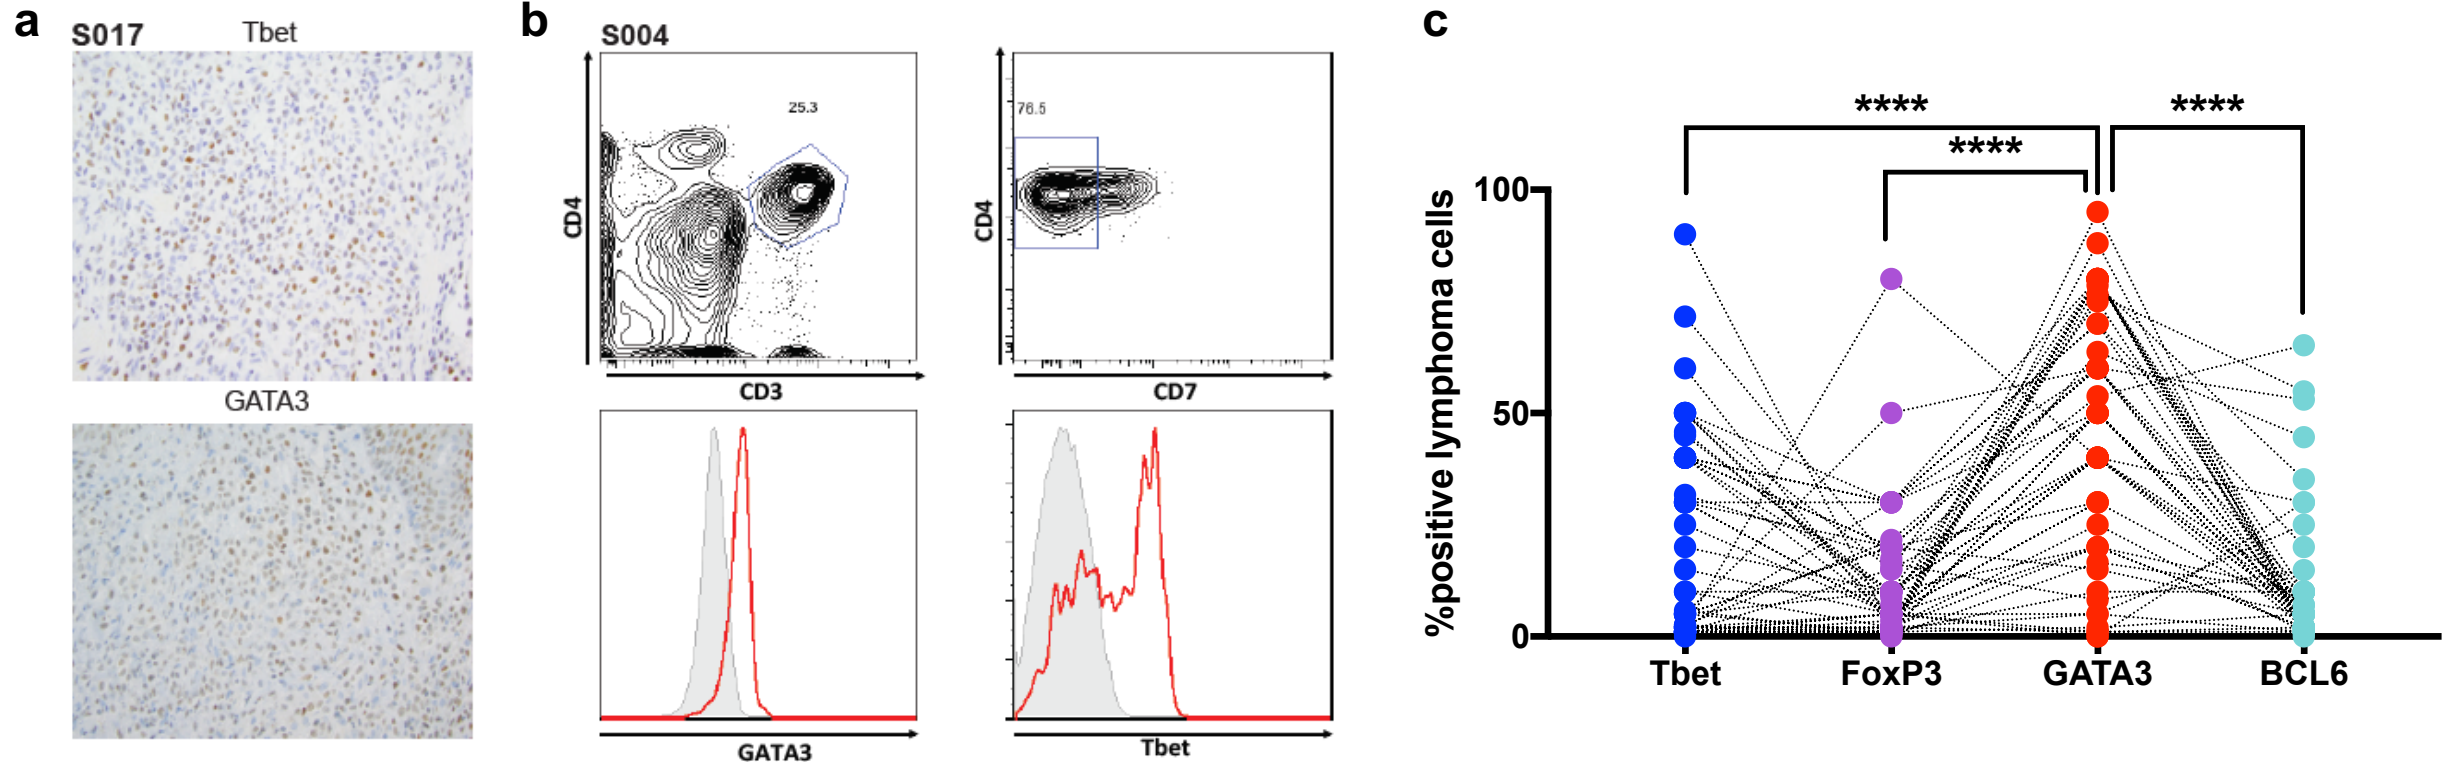 a
S017
Tbet
GATA3
b
S004
25.3
CD4
CD3
76.5
CD4
CD7
GATA3
Tbet
c
****
****
****
%positive lymphoma cells
100
50
0
Tbet
FoxP3
GATA3
BCL6